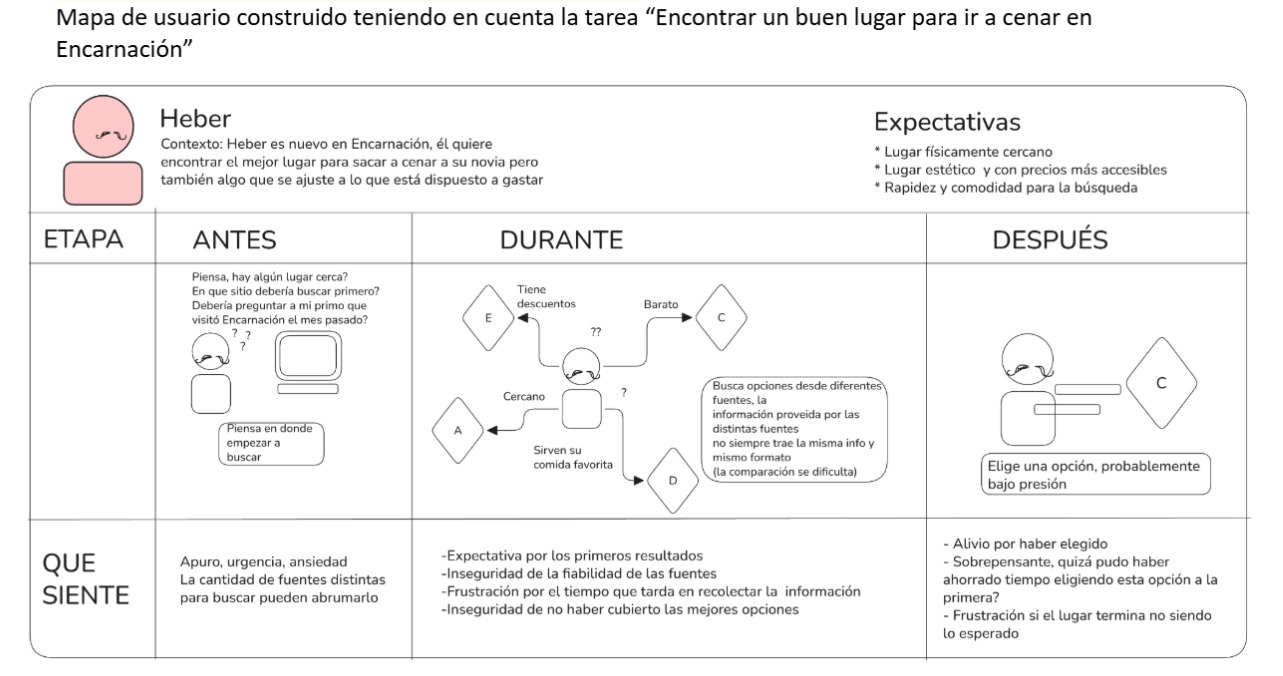 Mapa de usuario construido teniendo en cuenta la tarea “Encontrar un buen lugar para ir a cenar en
Encarnación”
Heber
Contexto: Heber es nuevo en Encarnación, él quiere
encontrar el mejor lugar para sacar a cenar a su novia pero
también algo que se ajuste a lo que está dispuesto a gastar
Expectativas
* Lugar físicamente cercano
* Lugar estético y con precios más accesibles
* Rapidez y comodidad para la búsqueda
ETAPA
ANTES
DURANTE
DESPUÉS
Piensa, hay algún lugar cerca?
En que sitio debería buscar primero?
Debería preguntar a mi primo que
visitó Encarnación el mes pasado?
? ?
?
Piensa en donde
empezar a
buscar
Tiene
descuentos
E
Barato
C
??
?
Cercano
A
Sirven su
comida favorita
D
Busca opciones desde diferentes
fuentes, la
información proveida por las
distintas fuentes
no siempre trae la misma info y
mismo formato
(la comparación se dificulta)
C
Elige una opción, probablemente
bajo presión
QUE
SIENTE
Apuro, urgencia, ansiedad
La cantidad de fuentes distintas
para buscar pueden abrumarlo
-Expectativa por los primeros resultados
-Inseguridad de la fiabilidad de las fuentes
-Frustración por el tiempo que tarda en recolectar la información
-Inseguridad de no haber cubierto las mejores opciones
- Alivio por haber elegido
- Sobrepensante, quizá pudo haber
ahorrado tiempo eligiendo esta opción a la
primera?
- Frustración si el lugar termina no siendo
lo esperado